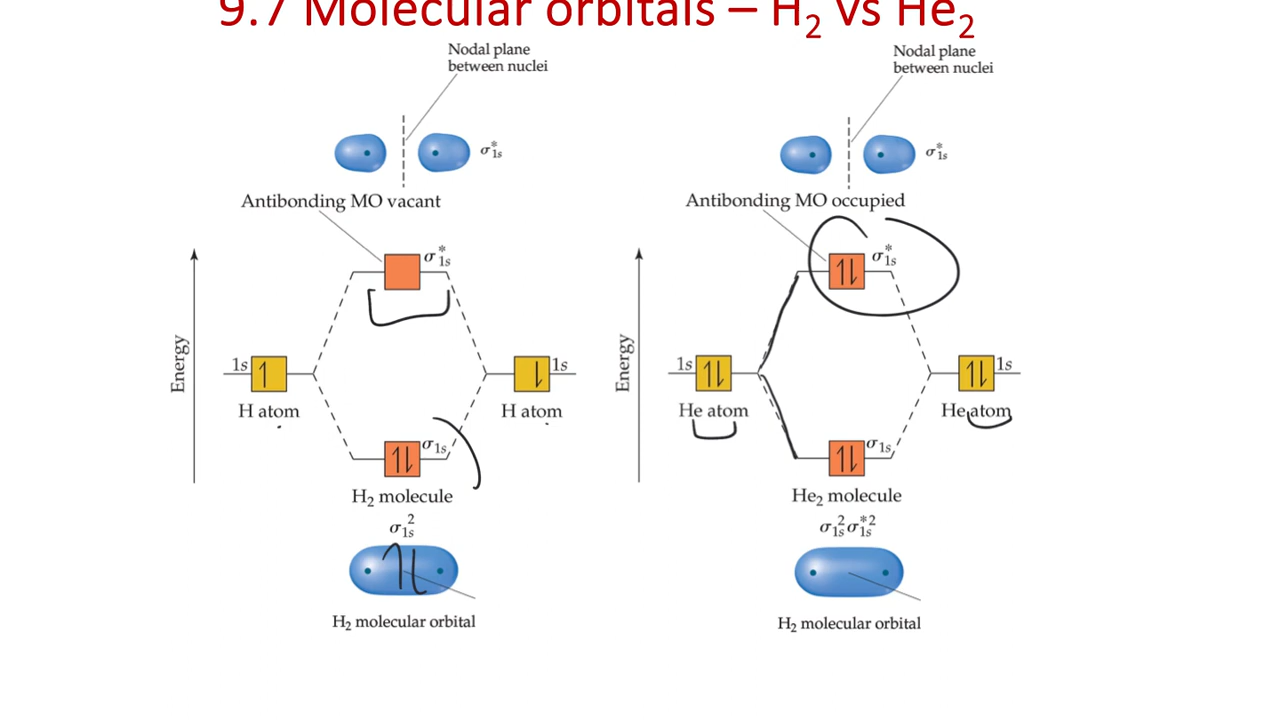 9.7 Molecular orbitals – H₂ vs He₂
Nodal plane
between nuclei
σ*1s
Antibonding MO vacant
σ*1s
Energy
1s
1s
H atom
H atom
σ1s
H₂ molecule
σ1s²
H₂ molecular orbital
Nodal plane
between nuclei
σ*1s
Antibonding MO occupied
σ*1s
Energy
1s
1s
He atom
He atom
σ1s
He₂ molecule
σ1s²σ1s*²
H₂ molecular orbital